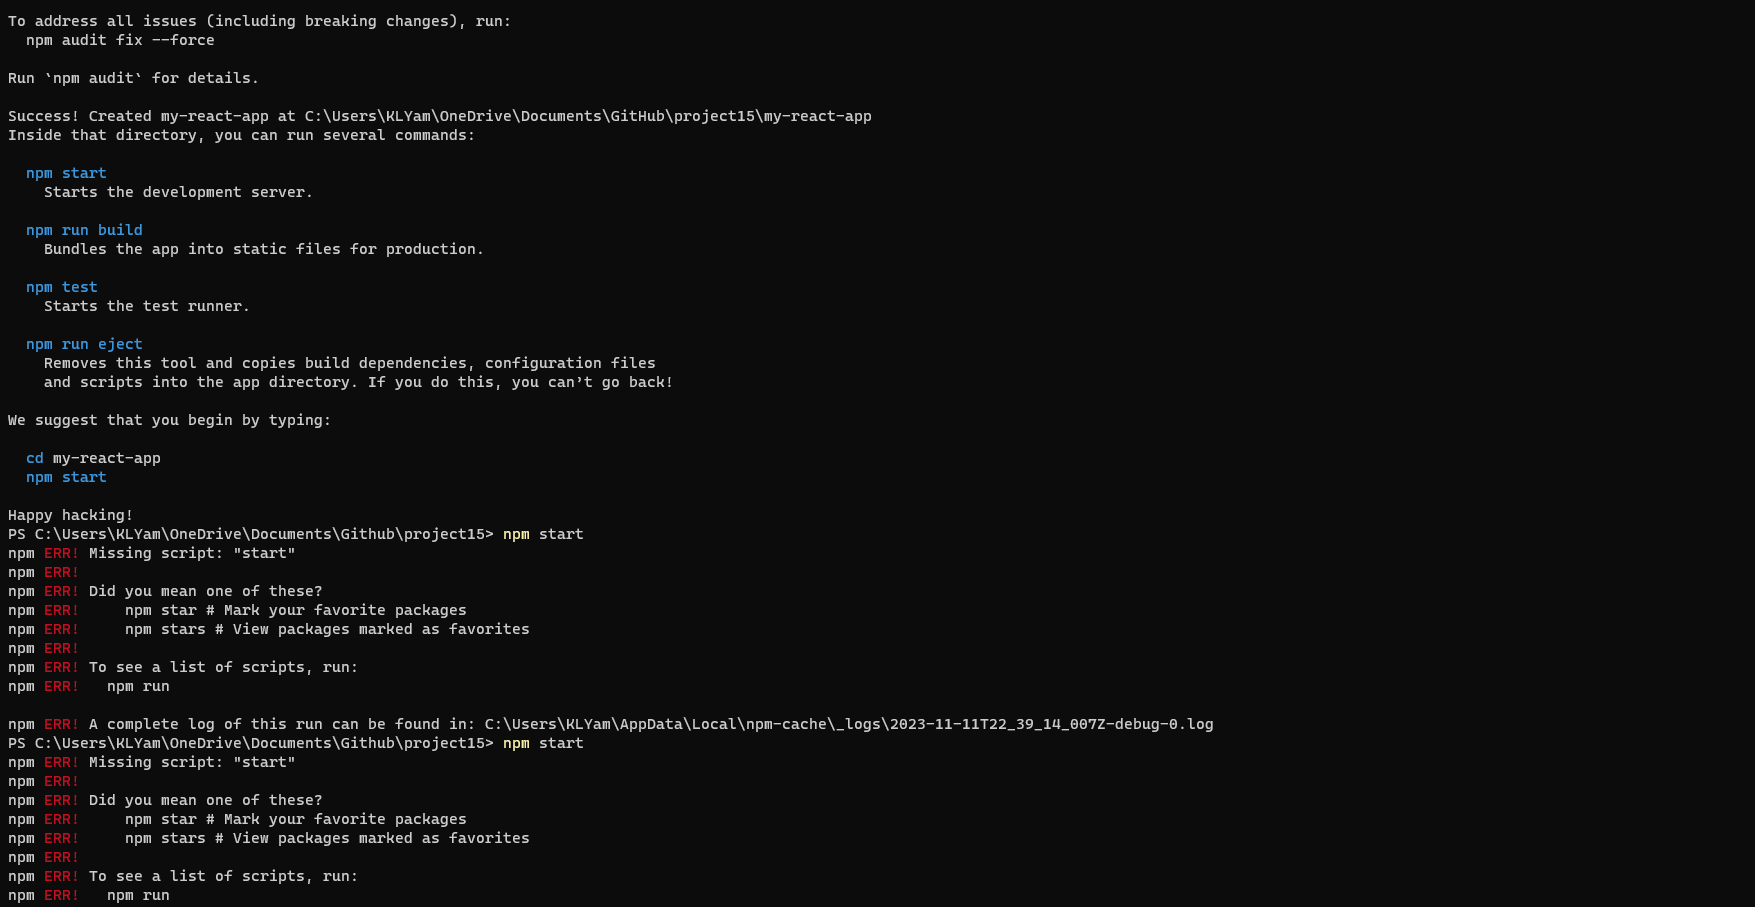 To address all issues (including breaking changes), run:
  npm audit fix --force

Run `npm audit` for details.

Success! Created my-react-app at C:\Users\KLYam\OneDrive\Documents\GitHub\project15\my-react-app
Inside that directory, you can run several commands:

  npm start
    Starts the development server.

  npm run build
    Bundles the app into static files for production.

  npm test
    Starts the test runner.

  npm run eject
    Removes this tool and copies build dependencies, configuration files
    and scripts into the app directory. If you do this, you can’t go back!

We suggest that you begin by typing:

  cd my-react-app
  npm start

Happy hacking!
PS C:\Users\KLYam\OneDrive\Documents\Github\project15> npm start
npm ERR! Missing script: "start"
npm ERR!
npm ERR! Did you mean one of these?
npm ERR!     npm star # Mark your favorite packages
npm ERR!     npm stars # View packages marked as favorites
npm ERR!
npm ERR! To see a list of scripts, run:
npm ERR!   npm run

npm ERR! A complete log of this run can be found in: C:\Users\KLYam\AppData\Local\npm-cache\_logs\2023-11-11T22_39_14_007Z-debug-0.log
PS C:\Users\KLYam\OneDrive\Documents\Github\project15> npm start
npm ERR! Missing script: "start"
npm ERR!
npm ERR! Did you mean one of these?
npm ERR!     npm star # Mark your favorite packages
npm ERR!     npm stars # View packages marked as favorites
npm ERR!
npm ERR! To see a list of scripts, run:
npm ERR!   npm run